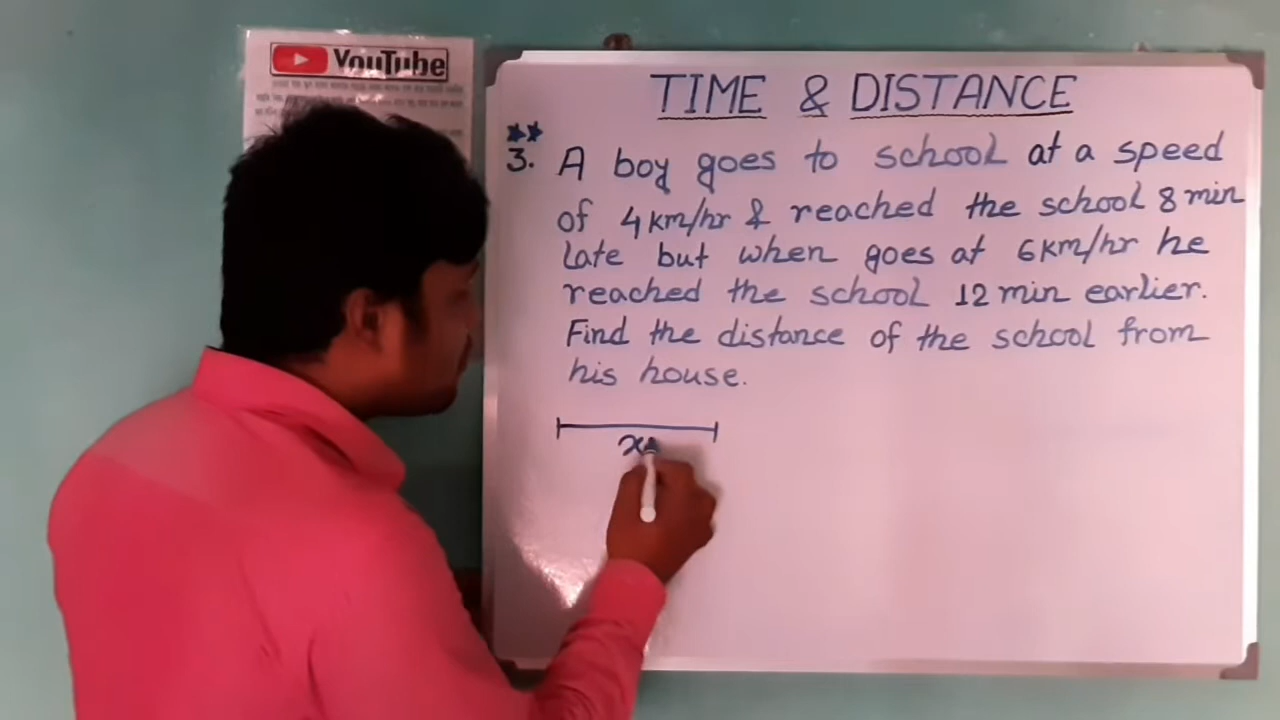 YouTube
TIME & DISTANCE
3. A boy goes to school at a speed
of 4 km/hr & reached the school 8 min
late but when goes at 6 km/hr he
reached the school 12 min earlier.
Find the distance of the school from
his house.
x